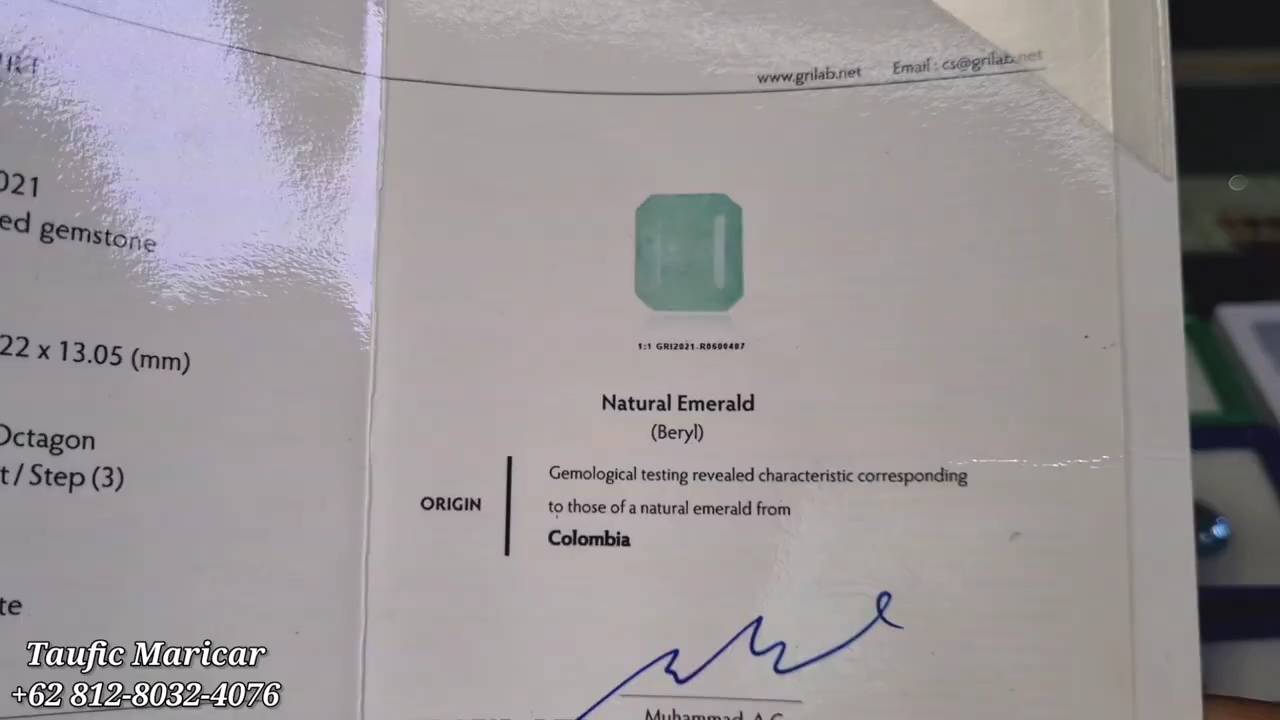 www.grilab.net Email : cs@grilab.net
021
ed gemstone
22 x 13.05 (mm)
Octagon
t / Step (3)
te
1:1 GRI2021-R0600407
Natural Emerald
(Beryl)
ORIGIN
Gemological testing revealed characteristic corresponding
to those of a natural emerald from
Colombia
Muhammad A.G.
Taufic Maricar
+62 812-8032-4076